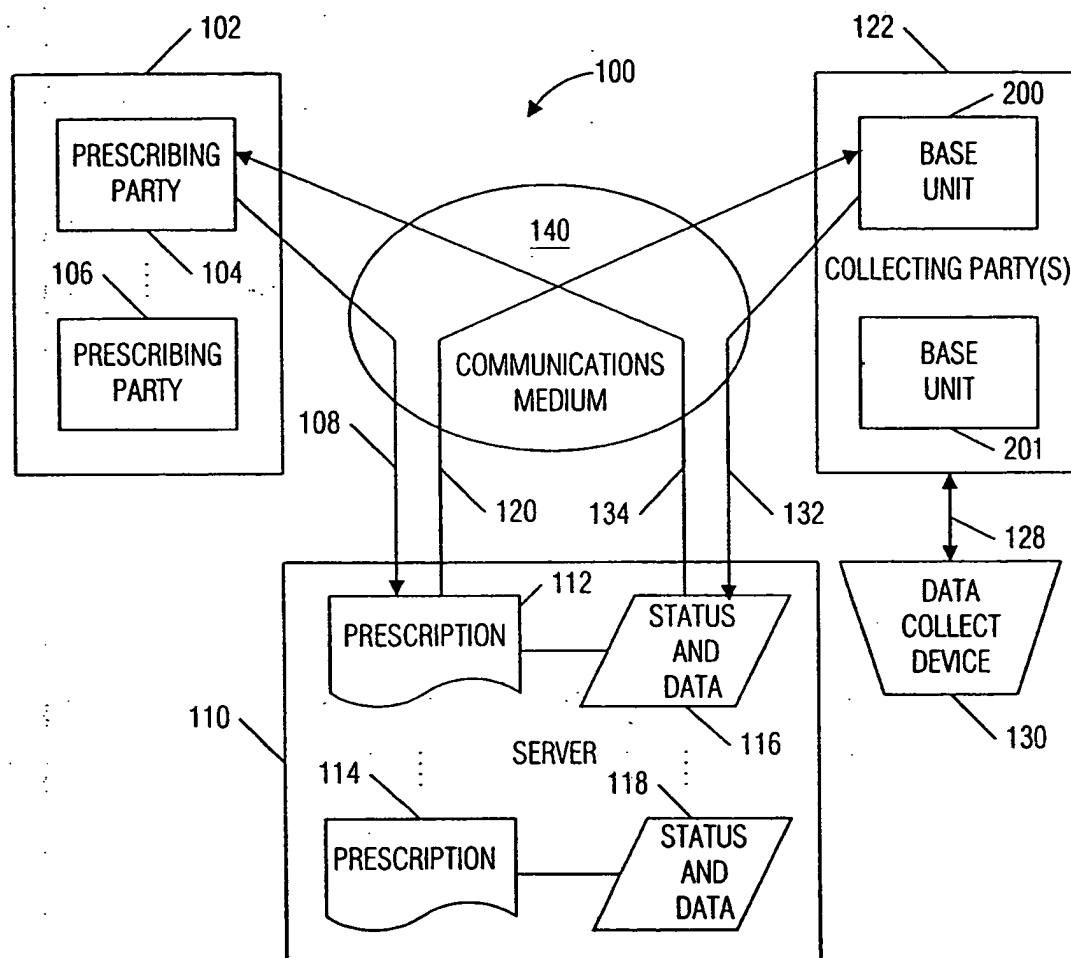 102
122
100
200
PRESCRIBING
PARTY
BASE
UNIT
140
104
106
COLLECTING PARTY(S)
PRESCRIBING
PARTY
COMMUNICATIONS
MEDIUM
BASE
UNIT
201
108
120
134
132
128
112
PRESCRIPTION
STATUS
AND
DATA
DATA
COLLECT
DEVICE
110
SERVER
116
130
114
118
PRESCRIPTION
STATUS
AND
DATA